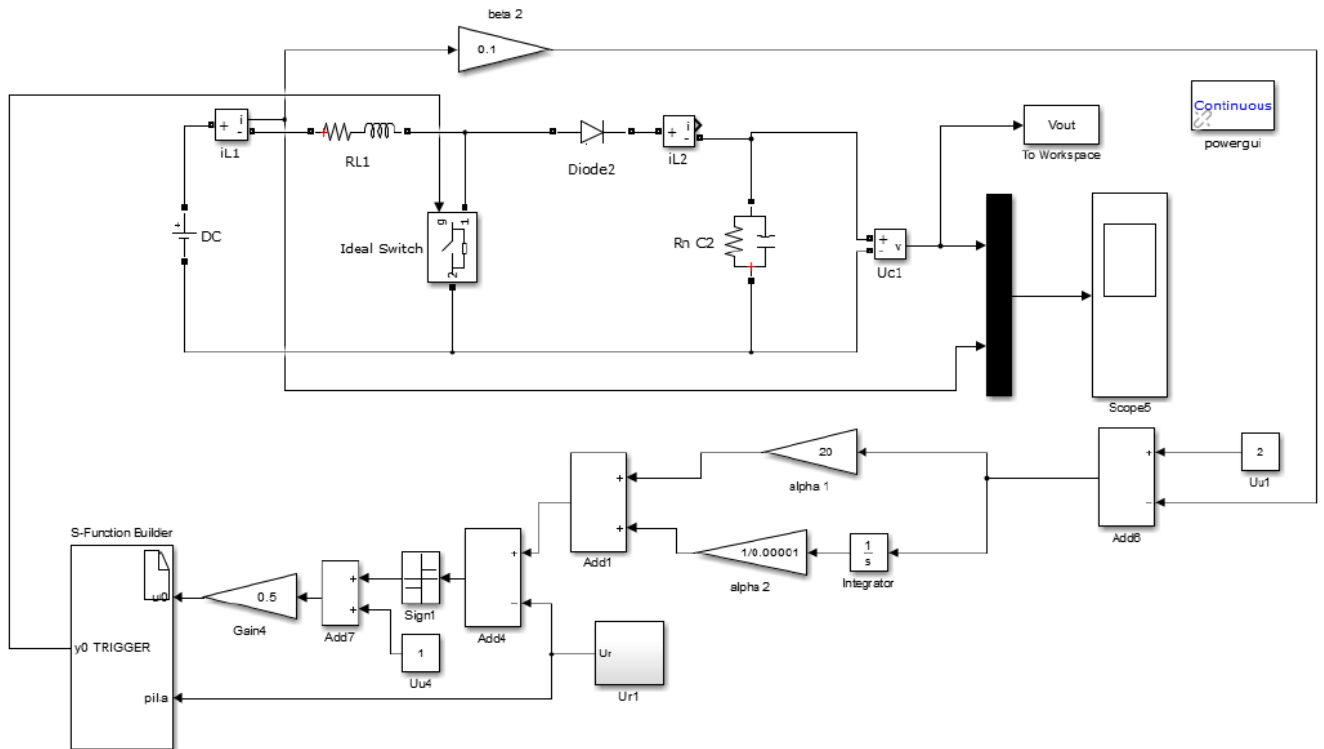 beta 2
0.1
Continuous
powergui
i
+
-
iL1
RL1
Diode2
+
i
-
iL2
Vout
To Workspace
+
DC
Ideal Switch
g
1
2
Rn C2
+
-
v
Uc1
Scope5
20
alpha 1
+
-
Add6
2
Uu1
+
+
Add1
1/0.00001
alpha 2
1
s
Integrator
S-Function Builder
u0
y0 TRIGGER
pila
0.5
Gain4
+
+
Add7
Sign1
1
Uu4
+
-
Add4
Ur
Ur1